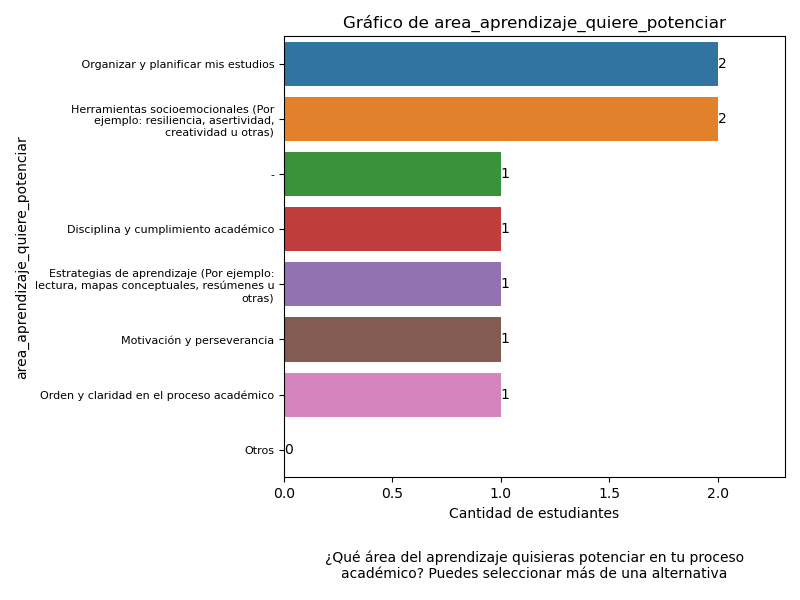 Gráfico de area_aprendizaje_quiere_potenciar
area_aprendizaje_quiere_potenciar
Organizar y planificar mis estudios
2
Herramientas socioemocionales (Por
ejemplo: resiliencia, asertividad,
creatividad u otras)
2
-
1
Disciplina y cumplimiento académico
1
Estrategias de aprendizaje (Por ejemplo:
lectura, mapas conceptuales, resúmenes u
otras)
1
Motivación y perseverancia
1
Orden y claridad en el proceso académico
1
Otros
0
0.0 0.5 1.0 1.5 2.0
Cantidad de estudiantes
¿Qué área del aprendizaje quisieras potenciar en tu proceso
académico? Puedes seleccionar más de una alternativa